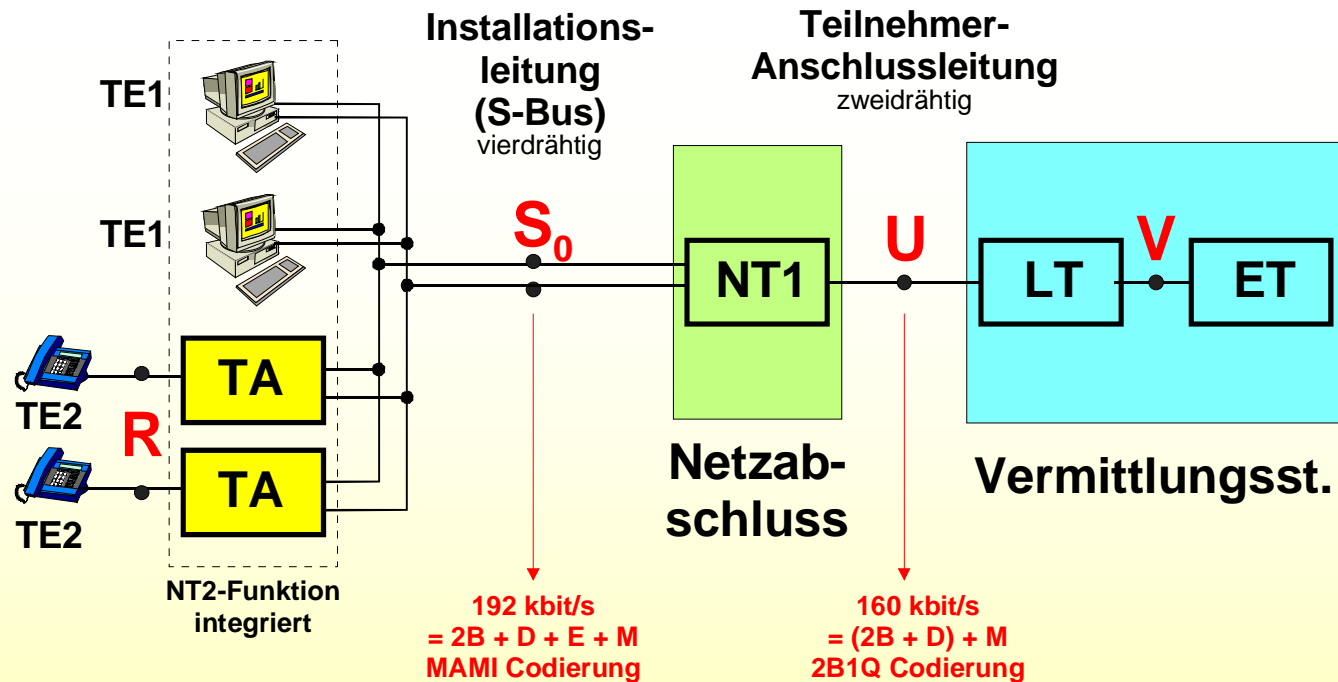 Installations-
leitung
(S-Bus)
vierdrähtig
Teilnehmer-
Anschlussleitung
zweidrähtig
TE1
TE1
S0
U
V
NT1
LT
ET
TA
TE2
R
TA
TE2
Netzab-
schluss
Vermittlungsst.
NT2-Funktion
integriert
192 kbit/s
= 2B + D + E + M
MAMI Codierung
160 kbit/s
= (2B + D) + M
2B1Q Codierung